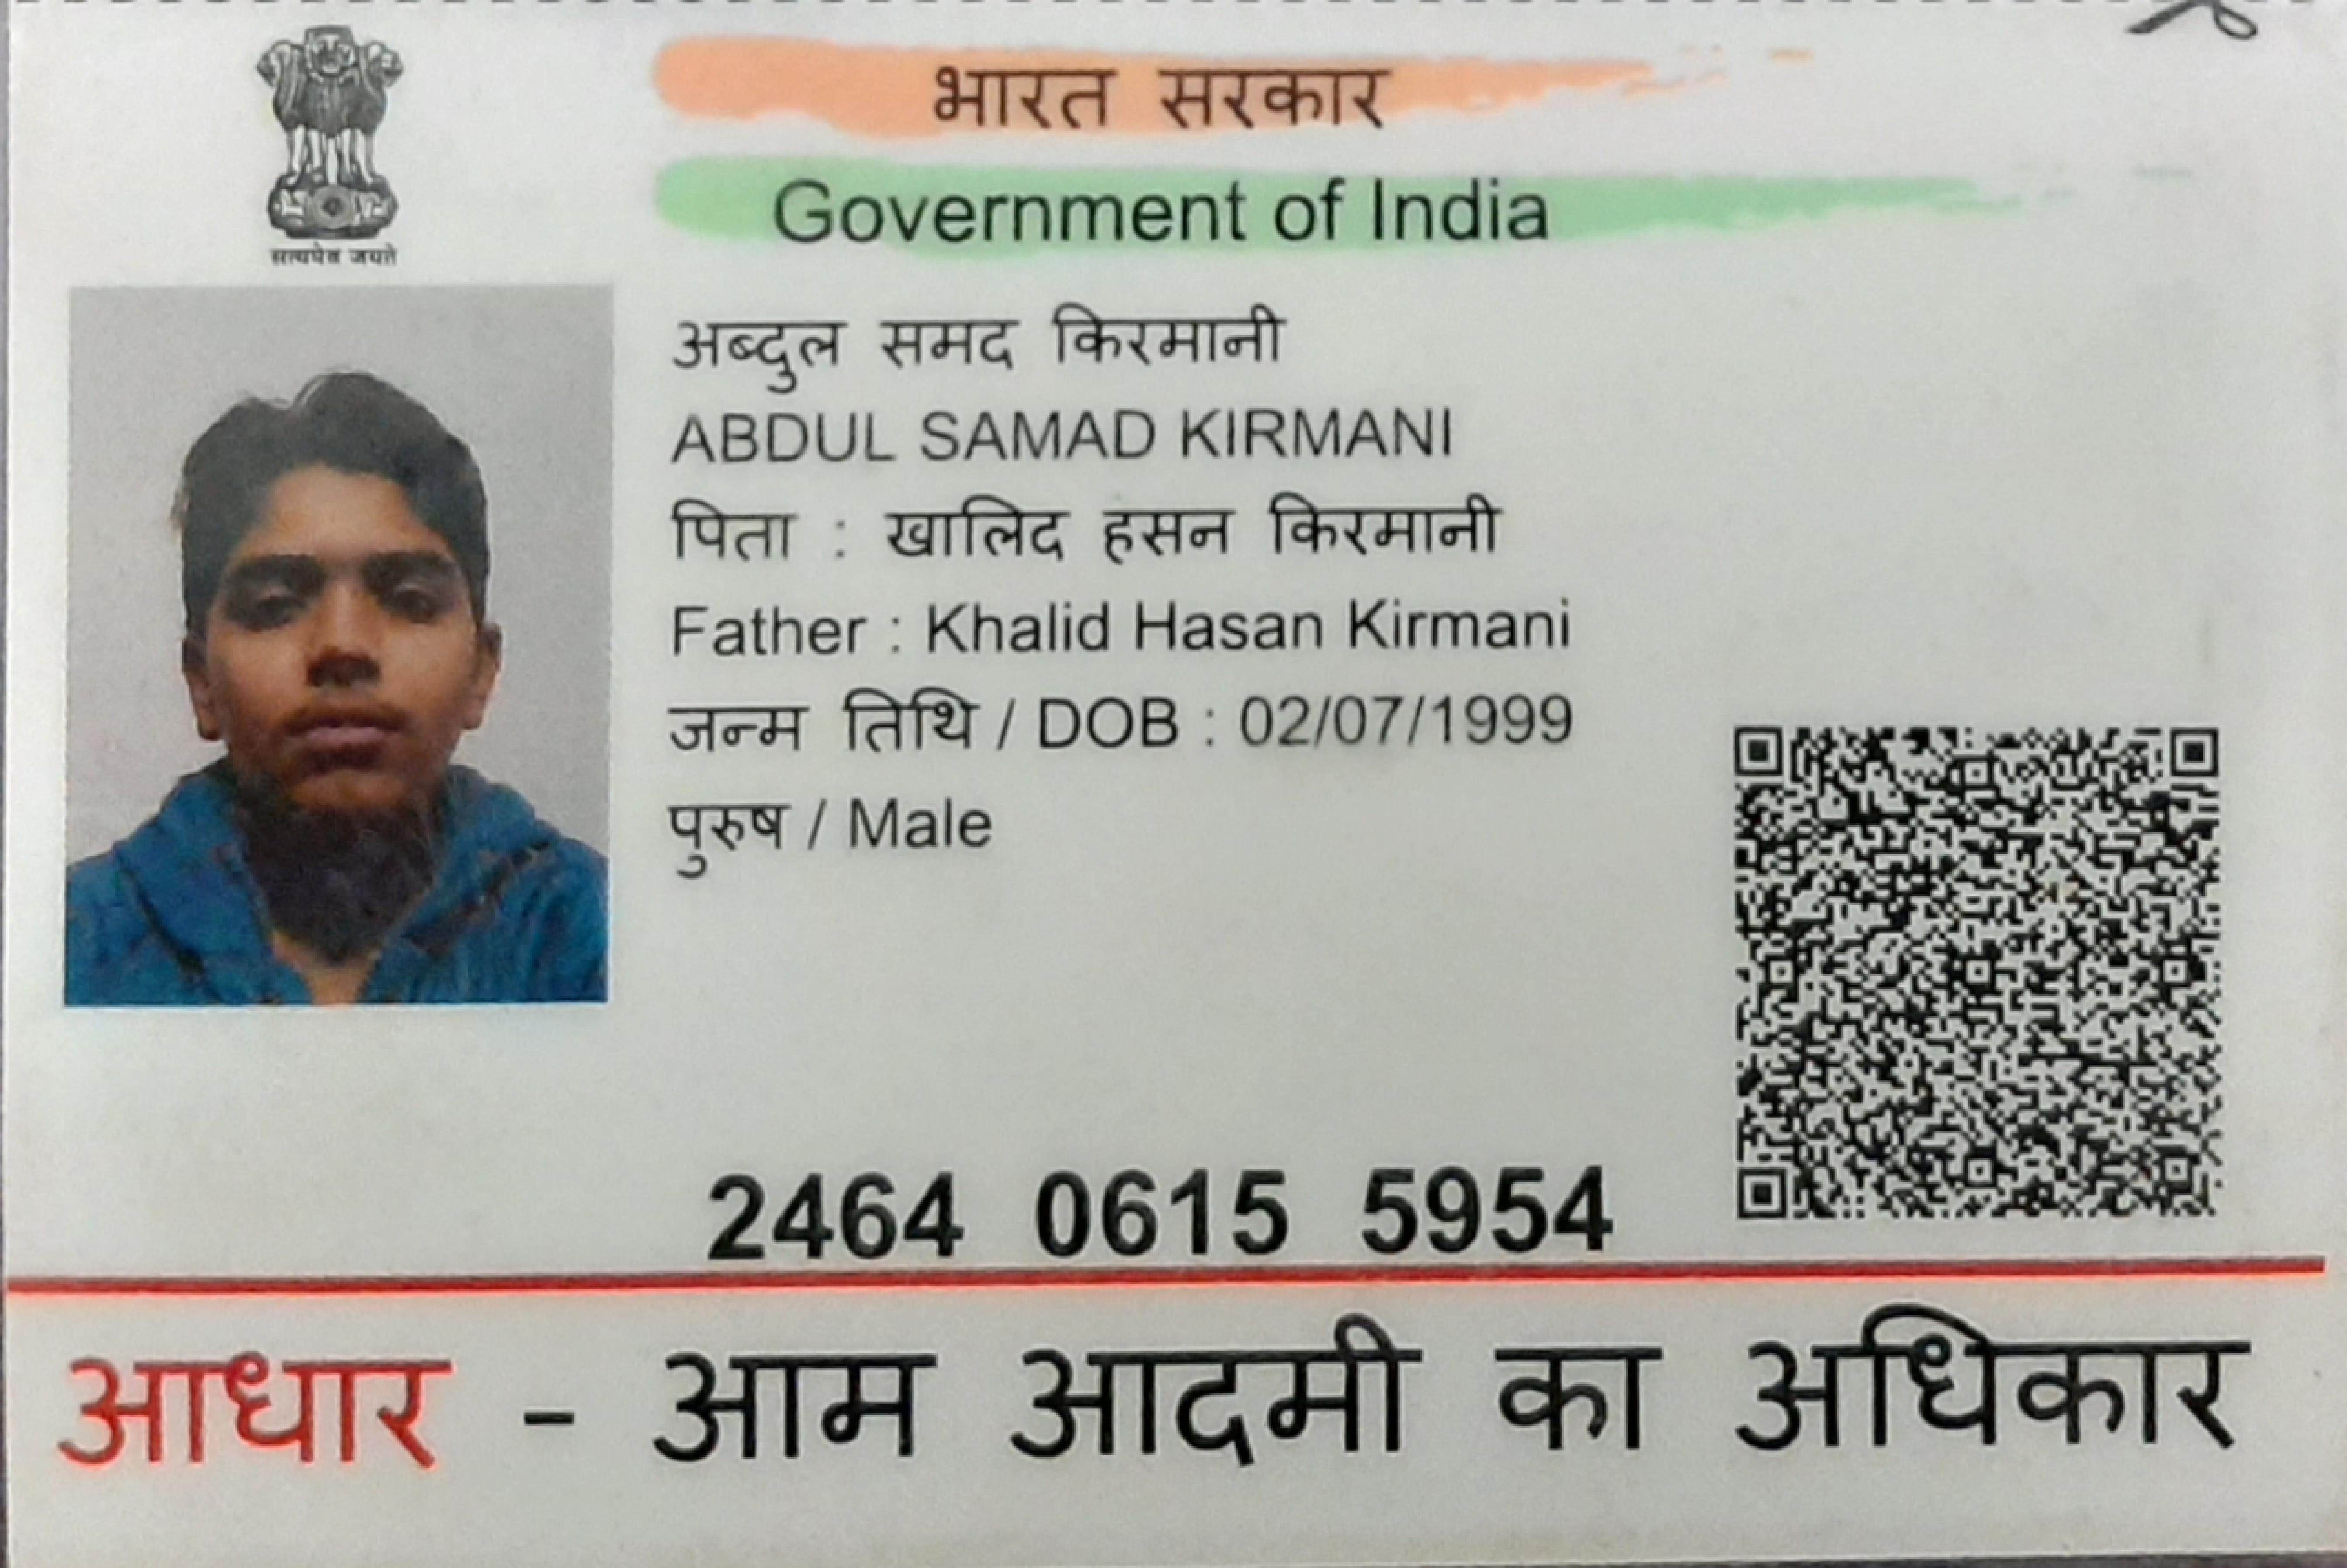 सत्यमेव जयते
भारत सरकार
Government of India
अब्दुल समद किरमानी
ABDUL SAMAD KIRMANI
पिता : खालिद हसन किरमानी
Father : Khalid Hasan Kirmani
जन्म तिथि / DOB : 02/07/1999
पुरुष / Male
2464 0615 5954
आधार - आम आदमी का अधिकार